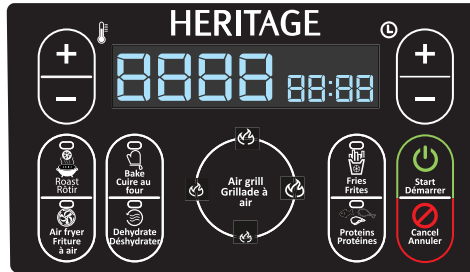 HERITAGE
+
+
8888 88:88
−
−
Roast
Rôtir
Bake
Cuire au
four
Air grill
Grillade à
air
Fries
Frites
Start
Démarrer
Air fryer
Friture
à air
Dehydrate
Déshydrater
Proteins
Protéines
Cancel
Annuler